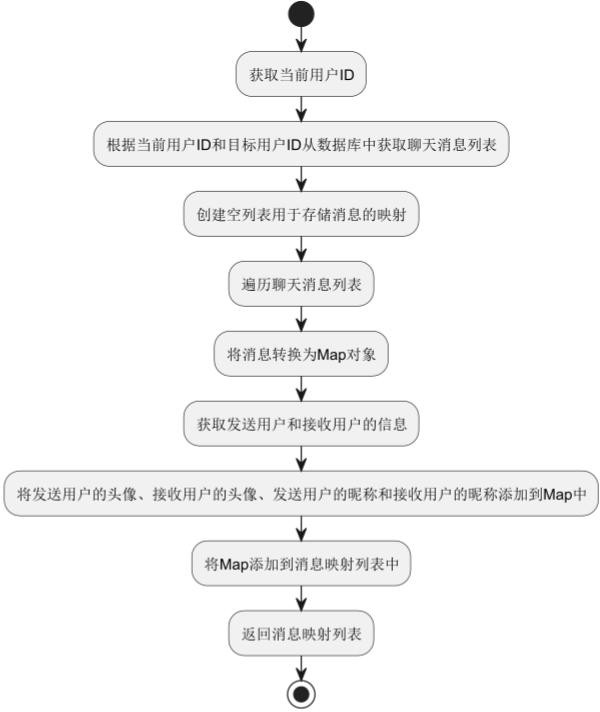 获取当前用户ID
根据当前用户ID和目标用户ID从数据库中获取聊天消息列表
创建空列表用于存储消息的映射
遍历聊天消息列表
将消息转换为Map对象
获取发送用户和接收用户的信息
将发送用户的头像、接收用户的头像、发送用户的昵称和接收用户的昵称添加到Map中
将Map添加到消息映射列表中
返回消息映射列表